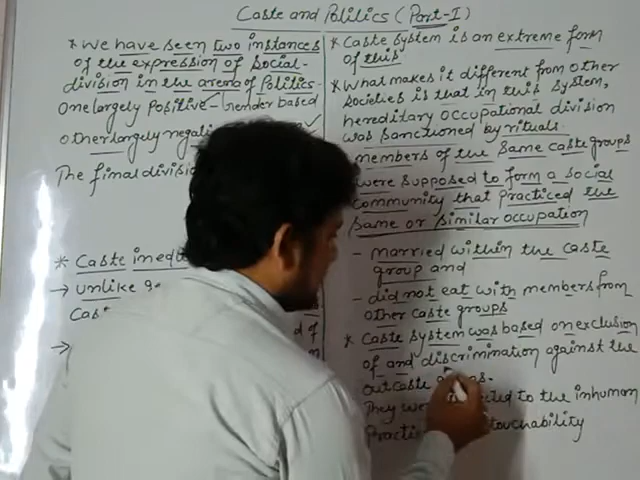 Caste and Politics (Part-I)
* We have seen two instances
of the expression of social-
division in the arena of Politics-
One largely positive - Gender based
other largely
The final
* Caste
→ Unlike
Cas
d of
* Caste system is an extreme form
of this
* What makes it different from other
societies is that in this system,
hereditary occupational division
was sanctioned by rituals.
members of the same caste groups
were supposed to form a social
community that practiced the
same or similar occupation
- married within the caste
group and
- did not eat with members from
other caste groups
* Caste system was based on exclusion
of and discrimination against the
outcaste
They to the inhuman